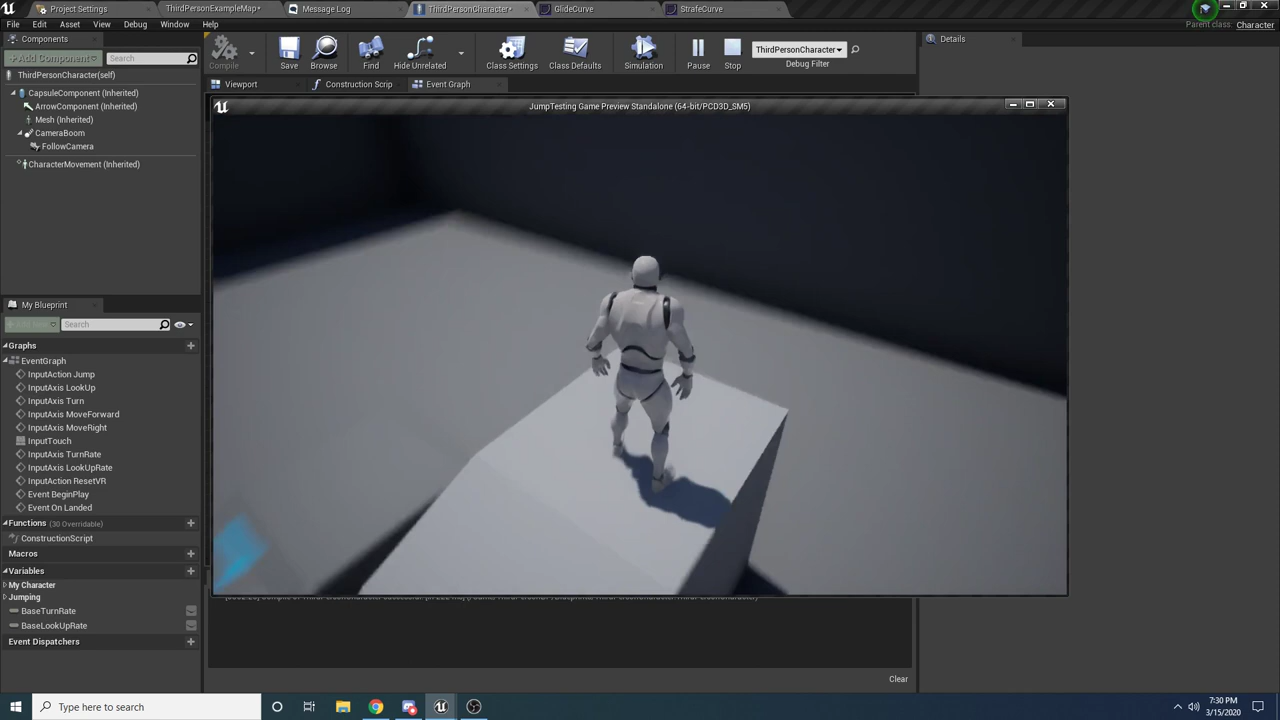 Project Settings
ThirdPersonExampleMap*
Message Log
ThirdPersonCharacter*
GlideCurve
StrafeCurve
File Edit Asset View Debug Window Help
Parent class: Character
Components
+Add Component
Search
ThirdPersonCharacter(self)
CapsuleComponent (Inherited)
ArrowComponent (Inherited)
Mesh (Inherited)
CameraBoom
FollowCamera
CharacterMovement (Inherited)
Compile
Save
Browse
Find
Hide Unrelated
Class Settings
Class Defaults
Simulation
Pause
Stop
ThirdPersonCharacter
Debug Filter
Details
Viewport
Construction Scrip
Event Graph
JumpTesting Game Preview Standalone (64-bit/PCD3D_SM5)
My Blueprint
Search
Graphs
EventGraph
InputAction Jump
InputAxis LookUp
InputAxis Turn
InputAxis MoveForward
InputAxis MoveRight
InputTouch
InputAxis TurnRate
InputAxis LookUpRate
InputAction ResetVR
Event BeginPlay
Event On Landed
Functions (30 Overridable)
ConstructionScript
Macros
Variables
My Character
Jumping
BaseTurnRate
BaseLookUpRate
Event Dispatchers
Clear
Type here to search
7:30 PM
3/15/2020